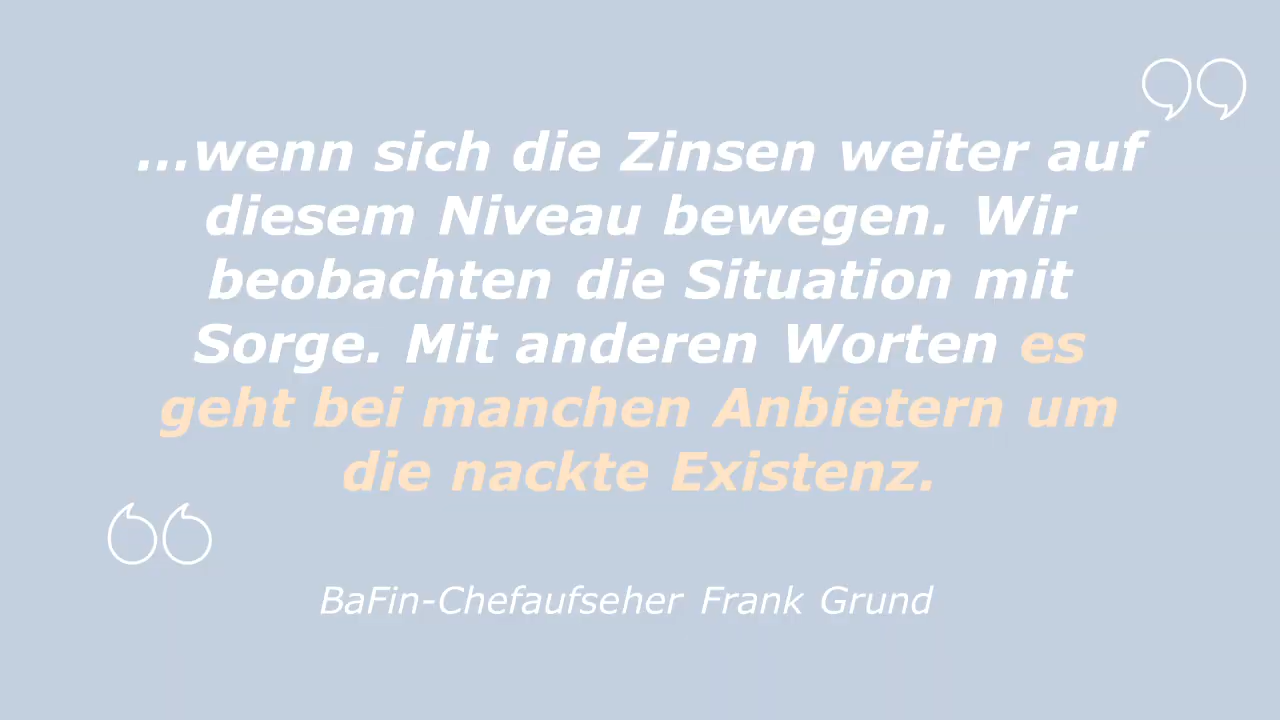 ...wenn sich die Zinsen weiter auf
diesem Niveau bewegen. Wir
beobachten die Situation mit
Sorge. Mit anderen Worten es
geht bei manchen Anbietern um
die nackte Existenz.
BaFin-Chefaufseher Frank Grund